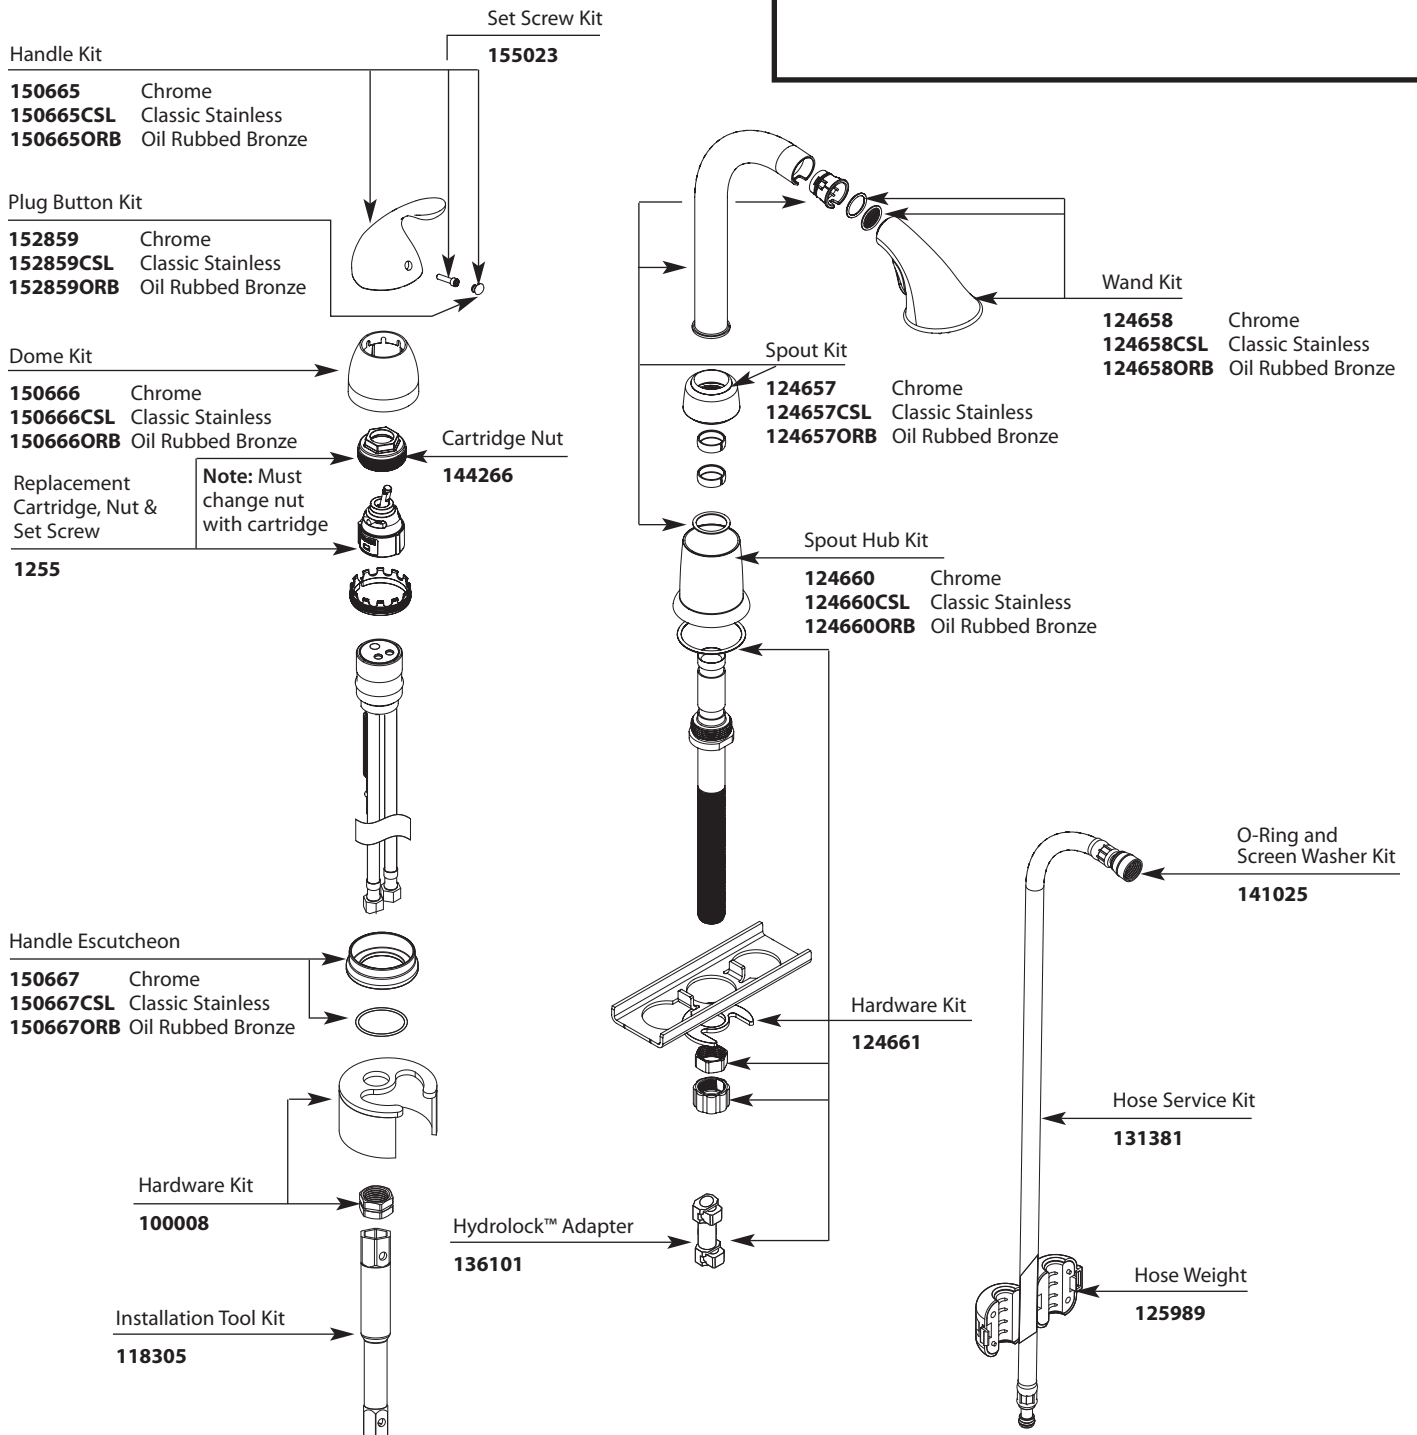 Set Screw Kit
155023
Handle Kit
150665 Chrome
150665CSL Classic Stainless
150665ORB Oil Rubbed Bronze
Plug Button Kit
152859 Chrome
152859CSL Classic Stainless
152859ORB Oil Rubbed Bronze
Dome Kit
150666 Chrome
150666CSL Classic Stainless
150666ORB Oil Rubbed Bronze
Cartridge Nut
144266
Replacement
Cartridge, Nut &
Set Screw
1255
Note: Must
change nut
with cartridge
Handle Escutcheon
150667 Chrome
150667CSL Classic Stainless
150667ORB Oil Rubbed Bronze
Hardware Kit
100008
Installation Tool Kit
118305
Wand Kit
124658 Chrome
124658CSL Classic Stainless
124658ORB Oil Rubbed Bronze
Spout Kit
124657 Chrome
124657CSL Classic Stainless
124657ORB Oil Rubbed Bronze
Spout Hub Kit
124660 Chrome
124660CSL Classic Stainless
124660ORB Oil Rubbed Bronze
Hardware Kit
124661
Hydrolock™ Adapter
136101
O-Ring and
Screen Washer Kit
141025
Hose Service Kit
131381
Hose Weight
125989